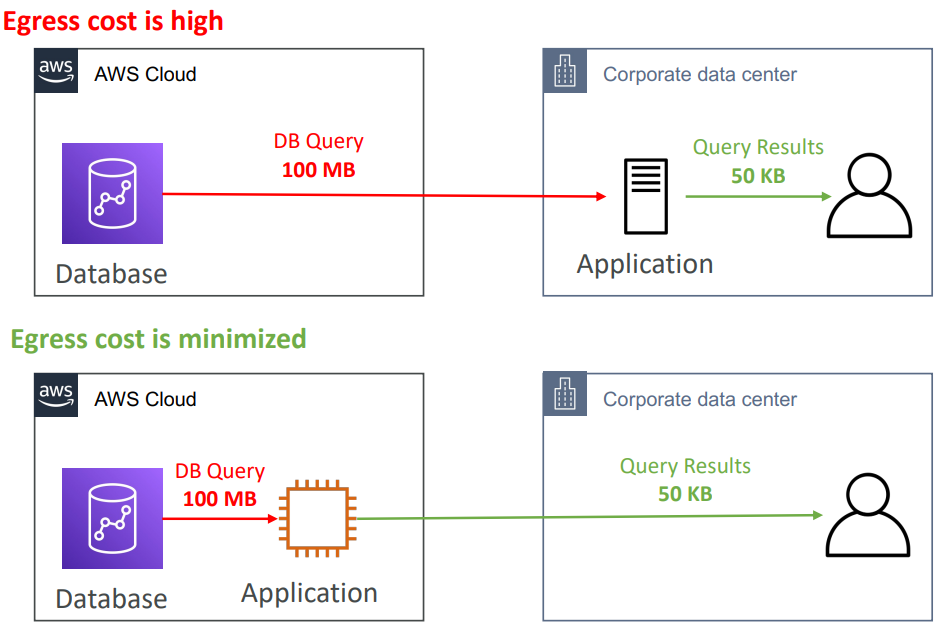 Egress cost is high
aws
AWS Cloud
Corporate data center
DB Query
100 MB
Query Results
50 KB
Database
Application
Egress cost is minimized
aws
AWS Cloud
Corporate data center
DB Query
100 MB
Query Results
50 KB
Database
Application